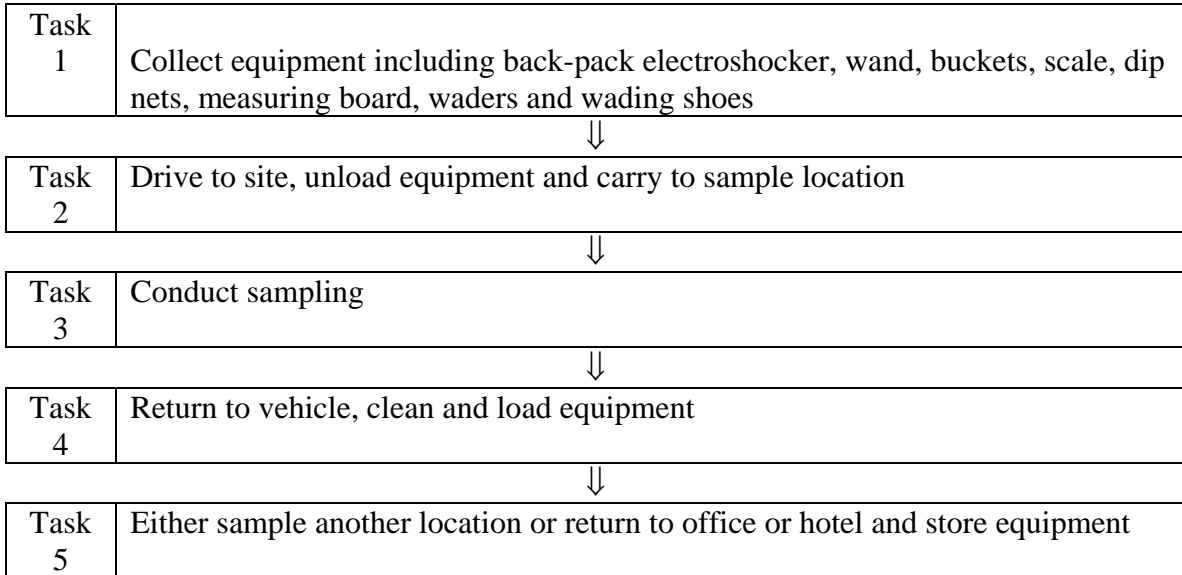 Task
1
Collect equipment including back-pack electroshocker, wand, buckets, scale, dip
nets, measuring board, waders and wading shoes
⇓
Task
2
Drive to site, unload equipment and carry to sample location
⇓
Task
3
Conduct sampling
⇓
Task
4
Return to vehicle, clean and load equipment
⇓
Task
5
Either sample another location or return to office or hotel and store equipment